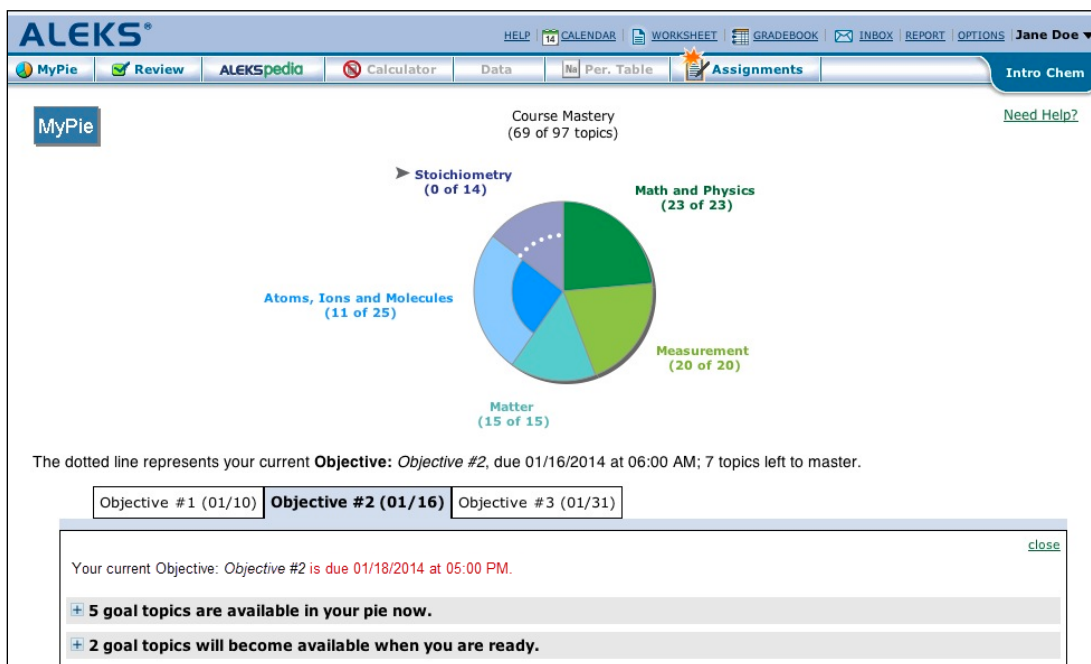 ALEKS®
HELP | 14 CALENDAR | WORKSHEET | GRADEBOOK | INBOX | REPORT | OPTIONS | Jane Doe
MyPie Review ALEKSpedia Calculator Data Na Per. Table Assignments Intro Chem
MyPie
Need Help?
Course Mastery
(69 of 97 topics)
Stoichiometry
(0 of 14)
Math and Physics
(23 of 23)
Atoms, Ions and Molecules
(11 of 25)
Measurement
(20 of 20)
Matter
(15 of 15)
The dotted line represents your current Objective: Objective #2, due 01/16/2014 at 06:00 AM; 7 topics left to master.
Objective #1 (01/10) Objective #2 (01/16) Objective #3 (01/31)
close
Your current Objective: Objective #2 is due 01/18/2014 at 05:00 PM.
+ 5 goal topics are available in your pie now.
+ 2 goal topics will become available when you are ready.